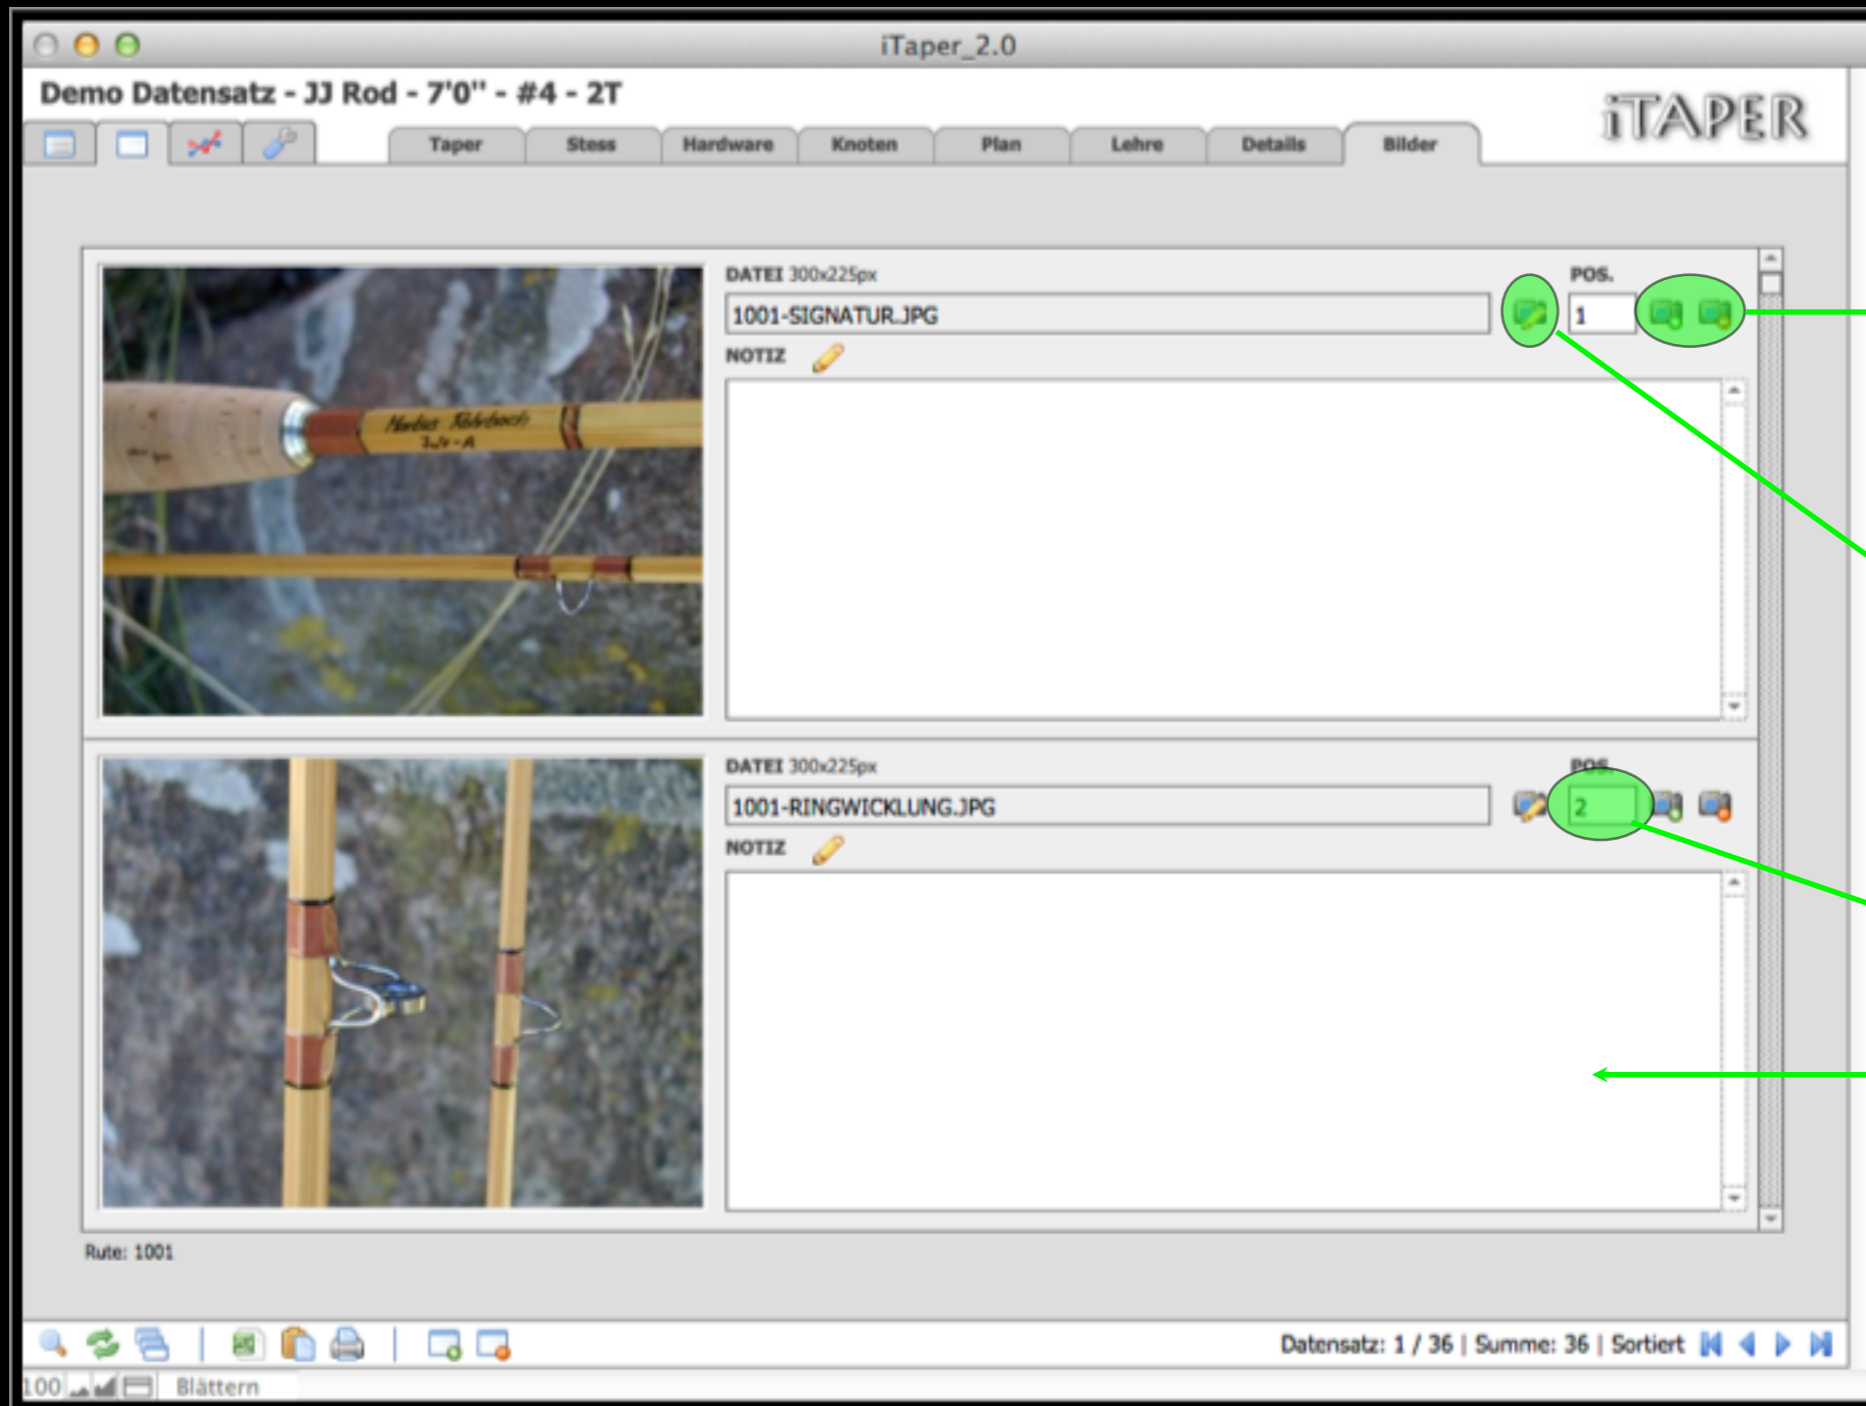 iTaper_2.0
Demo Datensatz - JJ Rod - 7'0" - #4 - 2T
iTAPER
Taper Stess Hardware Knoten Plan Lehre Details Bilder
DATEI 300x225px POS.
1001-SIGNATUR.JPG 1
NOTIZ
DATEI 300x225px POS.
1001-RINGWICKLUNG.JPG 2
NOTIZ
Rute: 1001
Datensatz: 1 / 36 | Summe: 36 | Sortiert
100 Blättern